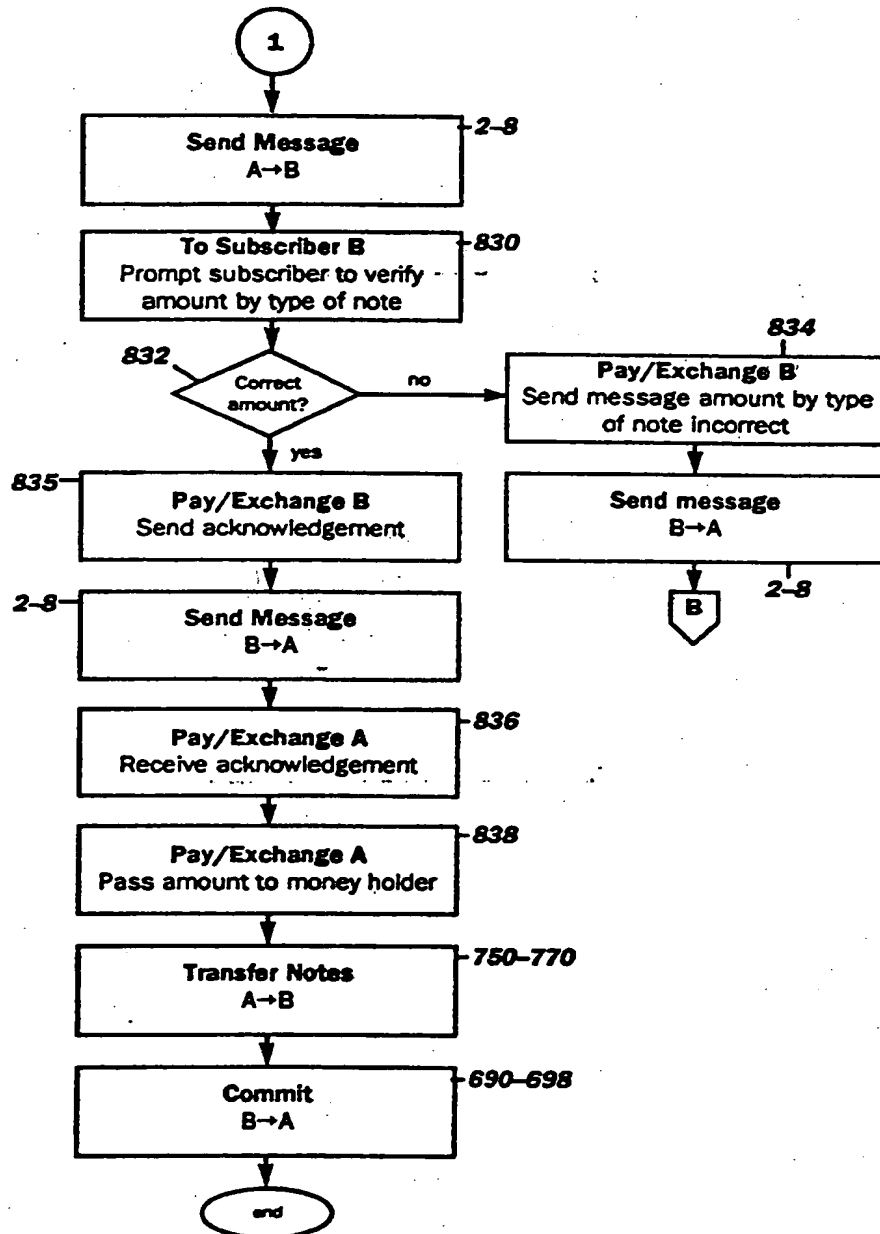 1
Send Message
A→B
2–8
To Subscriber B
Prompt subscriber to verify
amount by type of note
830
832
Correct
amount?
no
yes
834
Pay/Exchange B
Send message amount by type
of note incorrect
Send message
B→A
2–8
B
835
Pay/Exchange B
Send acknowledgement
2–8
Send Message
B→A
Pay/Exchange A
Receive acknowledgement
836
Pay/Exchange A
Pass amount to money holder
838
Transfer Notes
A→B
750–770
Commit
B→A
690–698
end